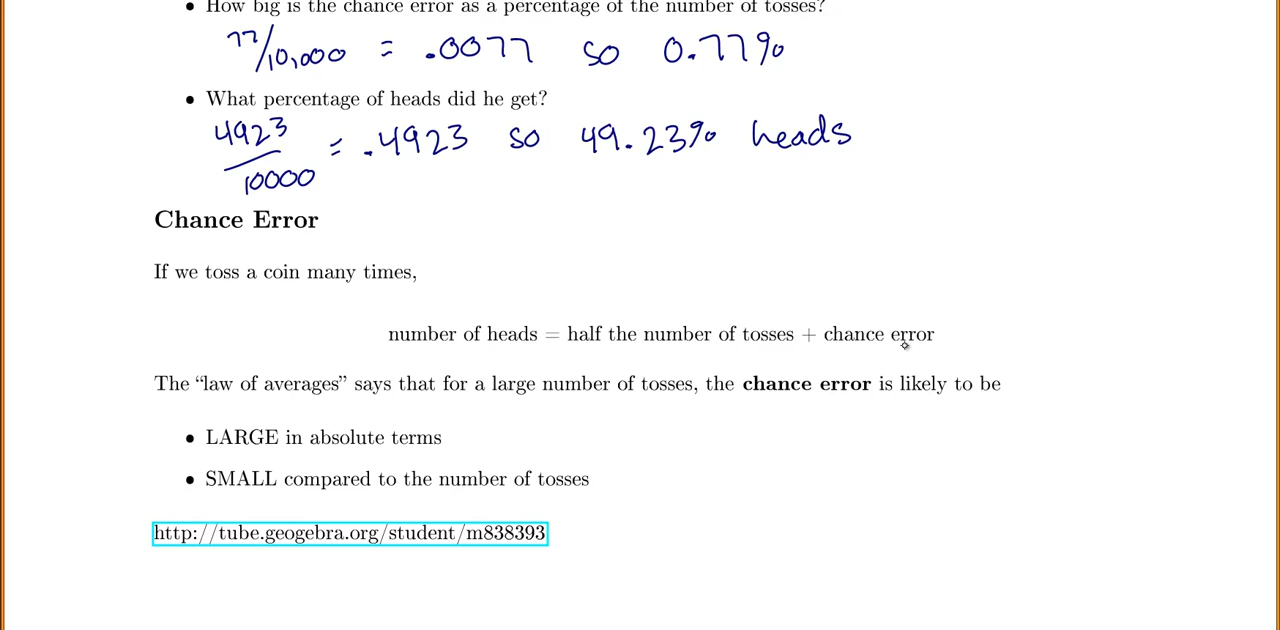 • How big is the chance error as a percentage of the number of tosses?
77/10,000 = .0077 so 0.77%
• What percentage of heads did he get?
4923/10000 = .4923 so 49.23% heads
Chance Error
If we toss a coin many times,
number of heads = half the number of tosses + chance error
The “law of averages” says that for a large number of tosses, the chance error is likely to be
• LARGE in absolute terms
• SMALL compared to the number of tosses
http://tube.geogebra.org/student/m838393